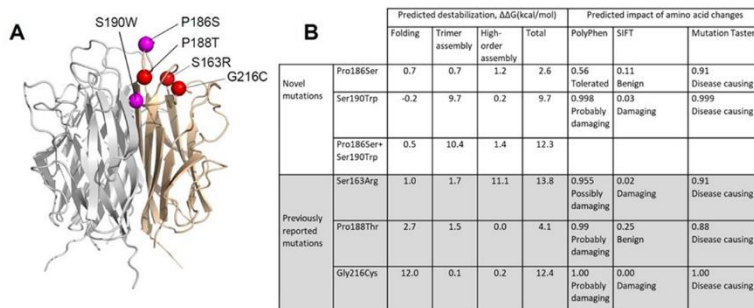 A
S190W
P186S
P188T
S163R
G216C
B
Predicted destabilization, ΔΔG(kcal/mol) Predicted impact of amino acid changes
Folding Trimer assembly High-order assembly Total PolyPhen SIFT Mutation Taster
Novel mutations
Pro186Ser 0.7 0.7 1.2 2.6 0.56 Tolerated 0.11 Benign 0.91 Disease causing
Ser190Trp -0.2 9.7 0.2 9.7 0.998 Probably damaging 0.03 Damaging 0.999 Disease causing
Pro186Ser+ Ser190Trp 0.5 10.4 1.4 12.3
Previously reported mutations
Ser163Arg 1.0 1.7 11.1 13.8 0.955 Possibly damaging 0.02 Damaging 0.91 Disease causing
Pro188Thr 2.7 1.5 0.0 4.1 0.99 Probably damaging 0.25 Benign 0.88 Disease causing
Gly216Cys 12.0 0.1 0.2 12.4 1.00 Probably damaging 0.00 Damaging 1.00 Disease causing